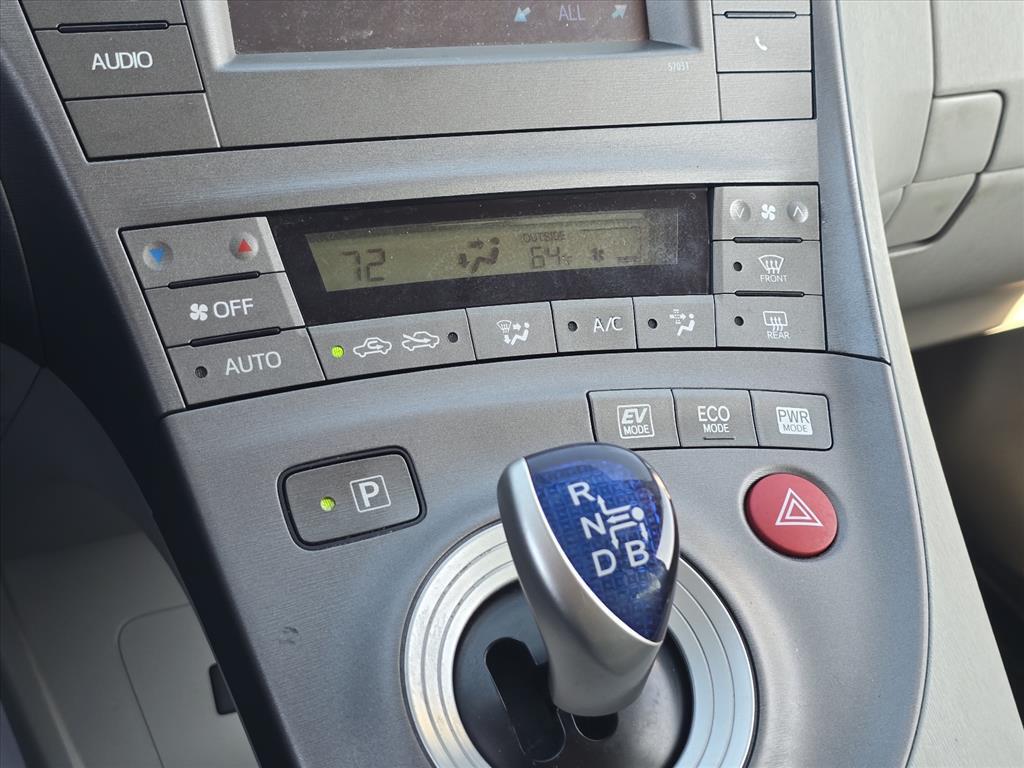 ALL
AUDIO
57031
72
OUTSIDE
64°F
OFF
FRONT
AUTO
A/C
REAR
EV
MODE
ECO
MODE
PWR
MODE
P
R
N
D B